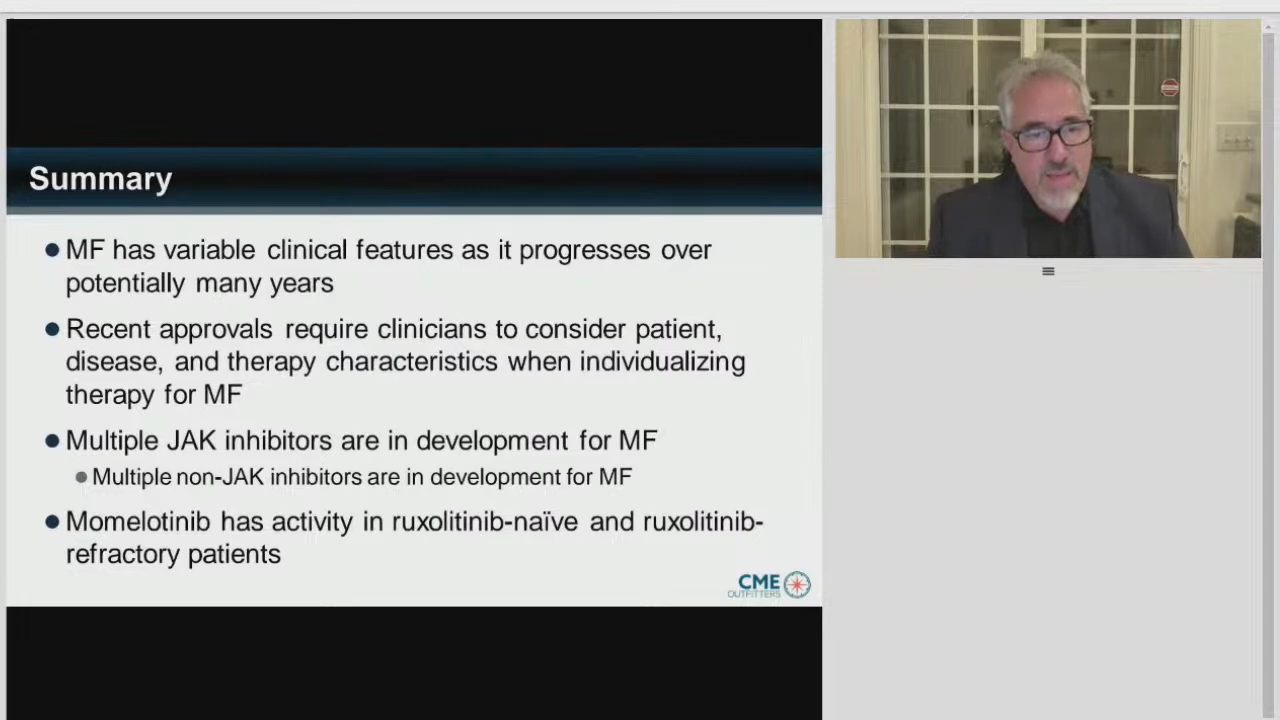 Summary
MF has variable clinical features as it progresses over
potentially many years
Recent approvals require clinicians to consider patient,
disease, and therapy characteristics when individualizing
therapy for MF
Multiple JAK inhibitors are in development for MF
Multiple non-JAK inhibitors are in development for MF
Momelotinib has activity in ruxolitinib-naïve and ruxolitinib-
refractory patients
CME
OUTFITTERS